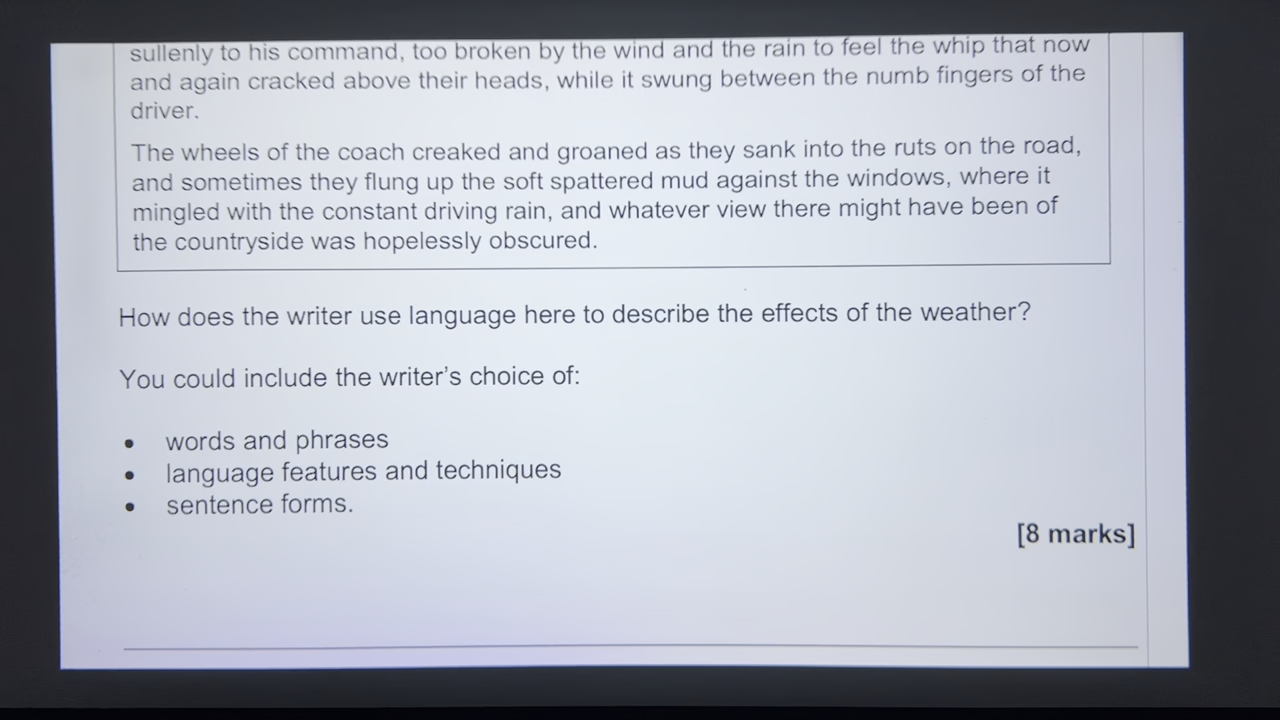 sullenly to his command, too broken by the wind and the rain to feel the whip that now
and again cracked above their heads, while it swung between the numb fingers of the
driver.
The wheels of the coach creaked and groaned as they sank into the ruts on the road,
and sometimes they flung up the soft spattered mud against the windows, where it
mingled with the constant driving rain, and whatever view there might have been of
the countryside was hopelessly obscured.
How does the writer use language here to describe the effects of the weather?
You could include the writer's choice of:
• words and phrases
• language features and techniques
• sentence forms.
[8 marks]